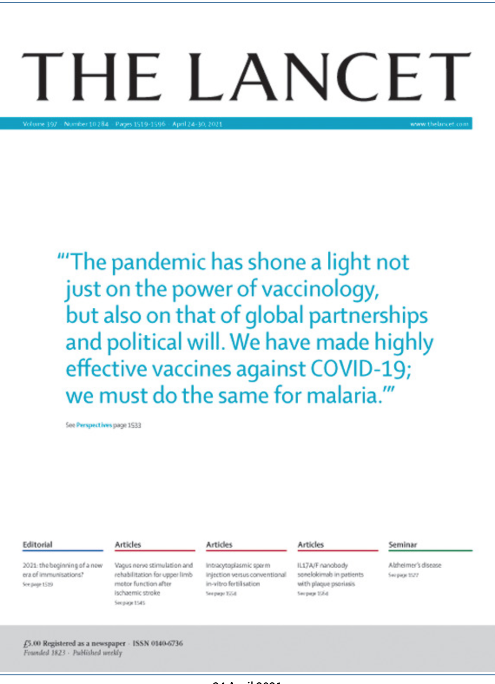 THE LANCET
Volume 397 · Number 10284 · Pages 1519–1596 · April 24–30, 2021 www.thelancet.com
“‘The pandemic has shone a light not
just on the power of vaccinology,
but also on that of global partnerships
and political will. We have made highly
effective vaccines against COVID-19;
we must do the same for malaria.’”
See Perspectives page 1533
Editorial
2021: the beginning of a new
era of immunisations?
See page 1519
Articles
Vagus nerve stimulation and
rehabilitation for upper limb
motor function after
ischaemic stroke
See page 1545
Articles
Intracytoplasmic sperm
injection versus conventional
in-vitro fertilisation
See page 1554
Articles
IL17A/F nanobody
sonelokimab in patients
with plaque psoriasis
See page 1564
Seminar
Alzheimer's disease
See page 1577
£5.00 Registered as a newspaper · ISSN 0140-6736
Founded 1823 · Published weekly